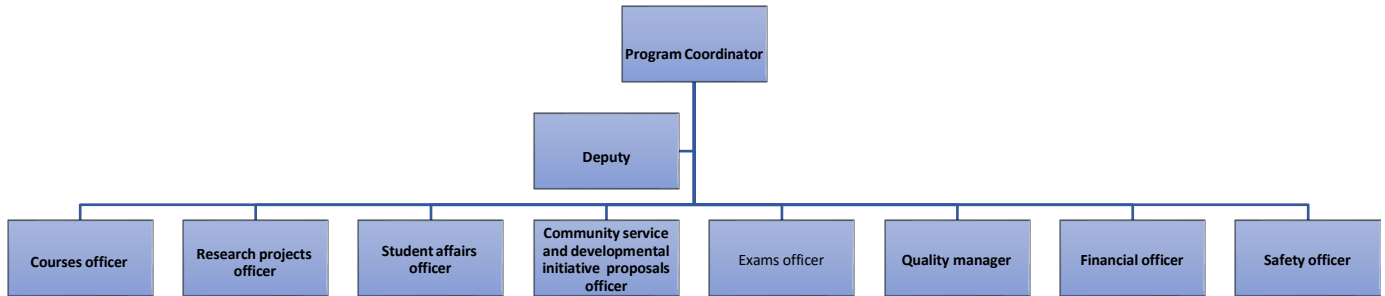 Program Coordinator
Deputy
Courses officer
Research projects
officer
Student affairs
officer
Community service
and developmental
initiative proposals
officer
Exams officer
Quality manager
Financial officer
Safety officer